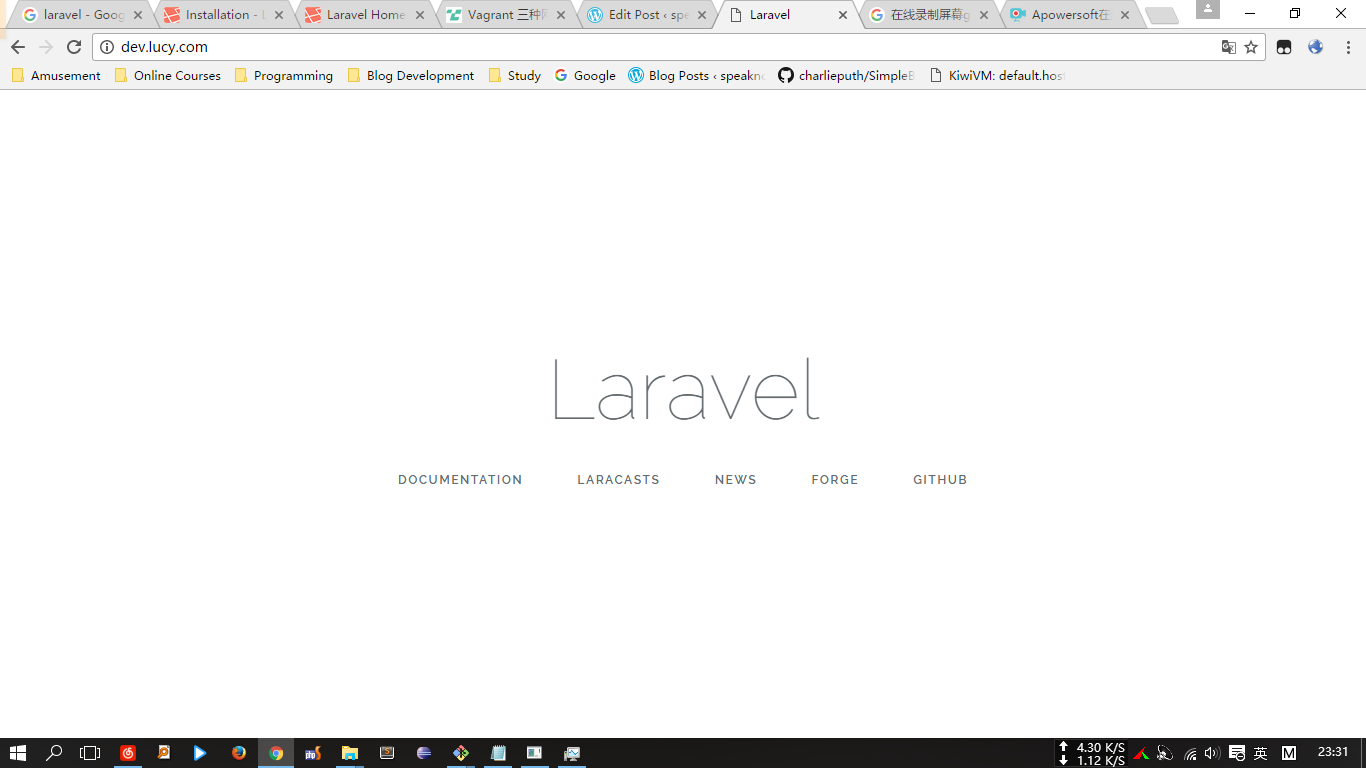 laravel - Goog
Installation - L
Laravel Home
Vagrant 三种网
Edit Post ‹ spe
Laravel
在线录制屏幕g
Apowersoft在
dev.lucy.com
Amusement
Online Courses
Programming
Blog Development
Study
Google
Blog Posts ‹ speakn
charlieputh/SimpleB
KiwiVM: default.host
Laravel
DOCUMENTATION
LARACASTS
NEWS
FORGE
GITHUB
4.30 K/S
1.12 K/S
英
M
23:31